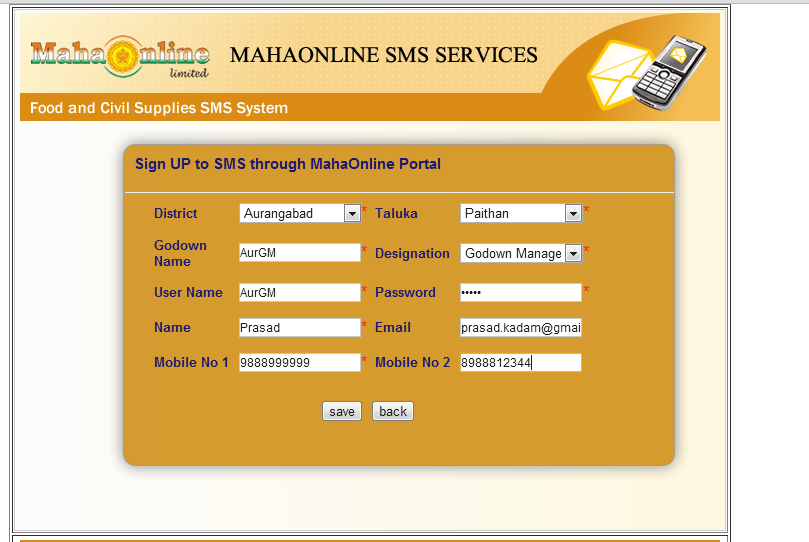 MahaOnline
limited
MAHAONLINE SMS SERVICES
Food and Civil Supplies SMS System
Sign UP to SMS through MahaOnline Portal
District Aurangabad * Taluka Paithan *
Godown Name AurGM * Designation Godown Manage *
User Name AurGM * Password ••••• *
Name Prasad * Email prasad.kadam@gmai
Mobile No 1 9888999999 * Mobile No 2 8988812344
save back